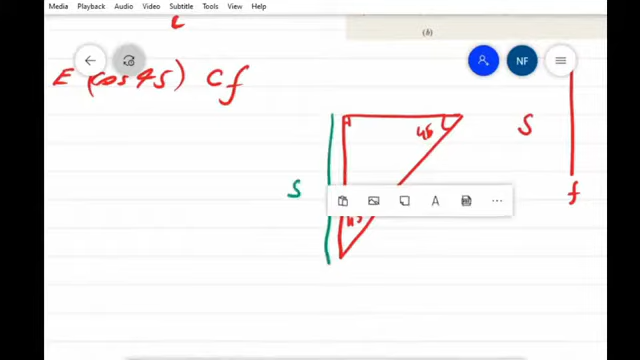 Media Playback Audio Video Subtitle Tools View Help
(b)
NF
E (cos 45) Cf
45
S
S
45
f